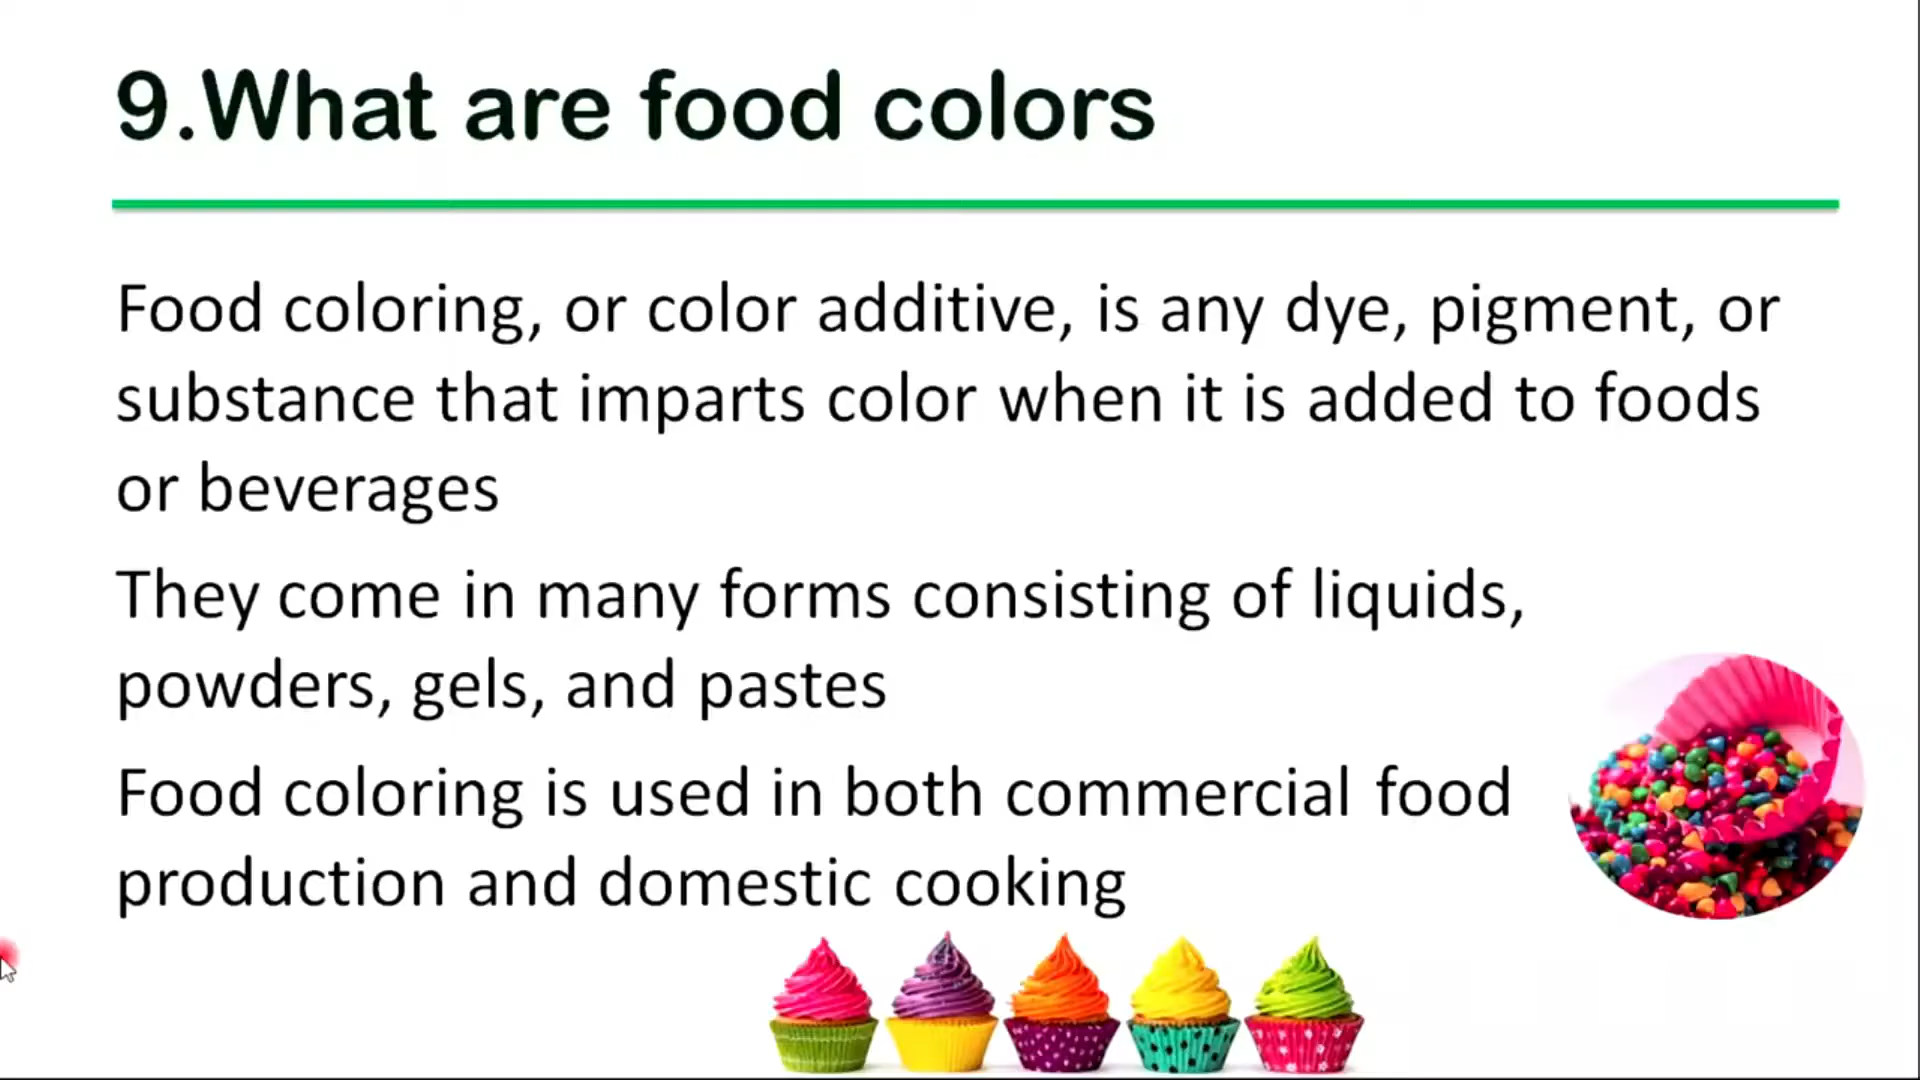 9.What are food colors
Food coloring, or color additive, is any dye, pigment, or
substance that imparts color when it is added to foods
or beverages
They come in many forms consisting of liquids,
powders, gels, and pastes
Food coloring is used in both commercial food
production and domestic cooking